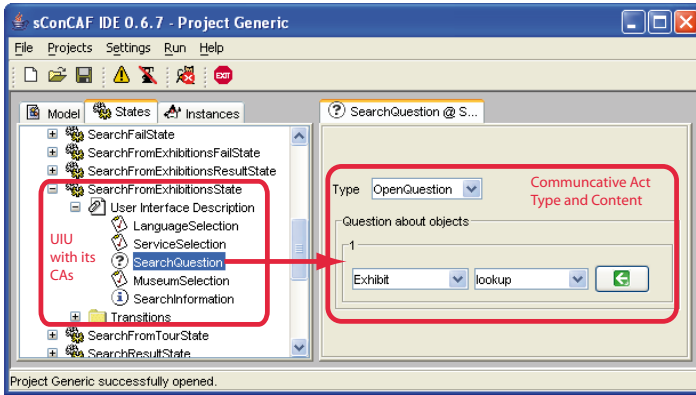 sConCAF IDE 0.6.7 - Project Generic
File Projects Settings Run Help
EXIT
Model States Instances
SearchQuestion @ S...
SearchFailState
SearchFromExhibitionsFailState
SearchFromExhibitionsResultState
SearchFromExhibitionsState
User Interface Description
LanguageSelection
ServiceSelection
SearchQuestion
MuseumSelection
SearchInformation
Transitions
SearchFromTourState
SearchResultState
UIU
with its
CAs
Type OpenQuestion
Communcative Act
Type and Content
Question about objects
1
Exhibit lookup
Project Generic successfully opened.